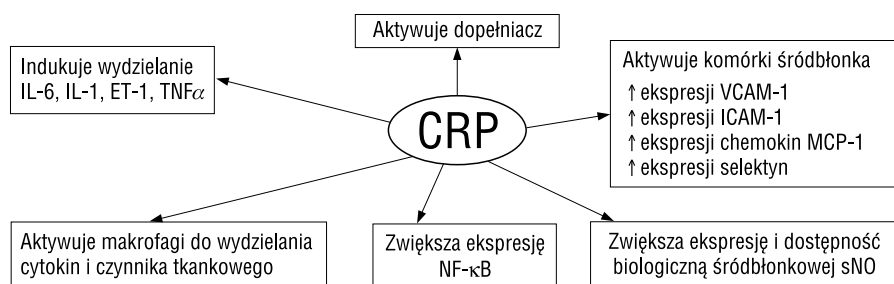 Aktywuje dopełniacz
Indukuje wydzielanie
IL-6, IL-1, ET-1, TNFα
Aktywuje komórki śródbłonka
↑ ekspresji VCAM-1
↑ ekspresji ICAM-1
↑ ekspresji chemokin MCP-1
↑ ekspresji selektyn
CRP
Aktywuje makrofagi do wydzielania
cytokin i czynnika tkankowego
Zwiększa ekspresję
NF-κB
Zwiększa ekspresję i dostępność
biologiczną śródbłonkowej sNO